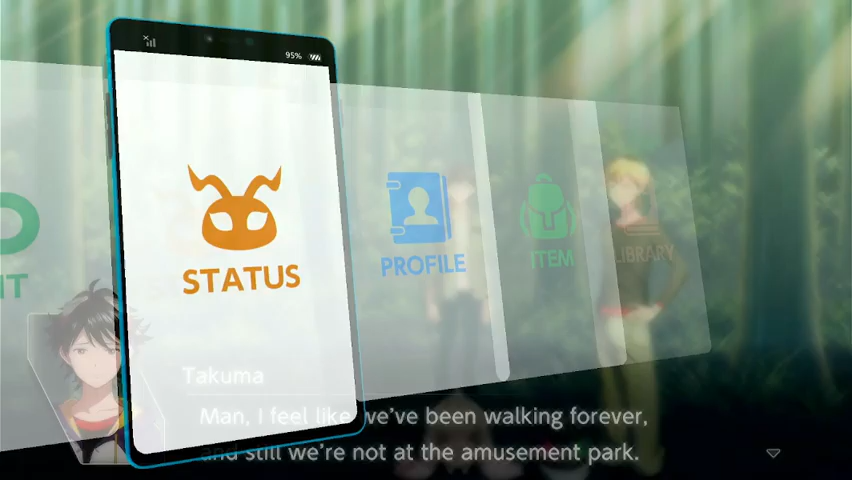 95%
IT
STATUS
PROFILE
ITEM
LIBRARY
Takuma
Man, I feel like we've been walking forever,
and still we're not at the amusement park.